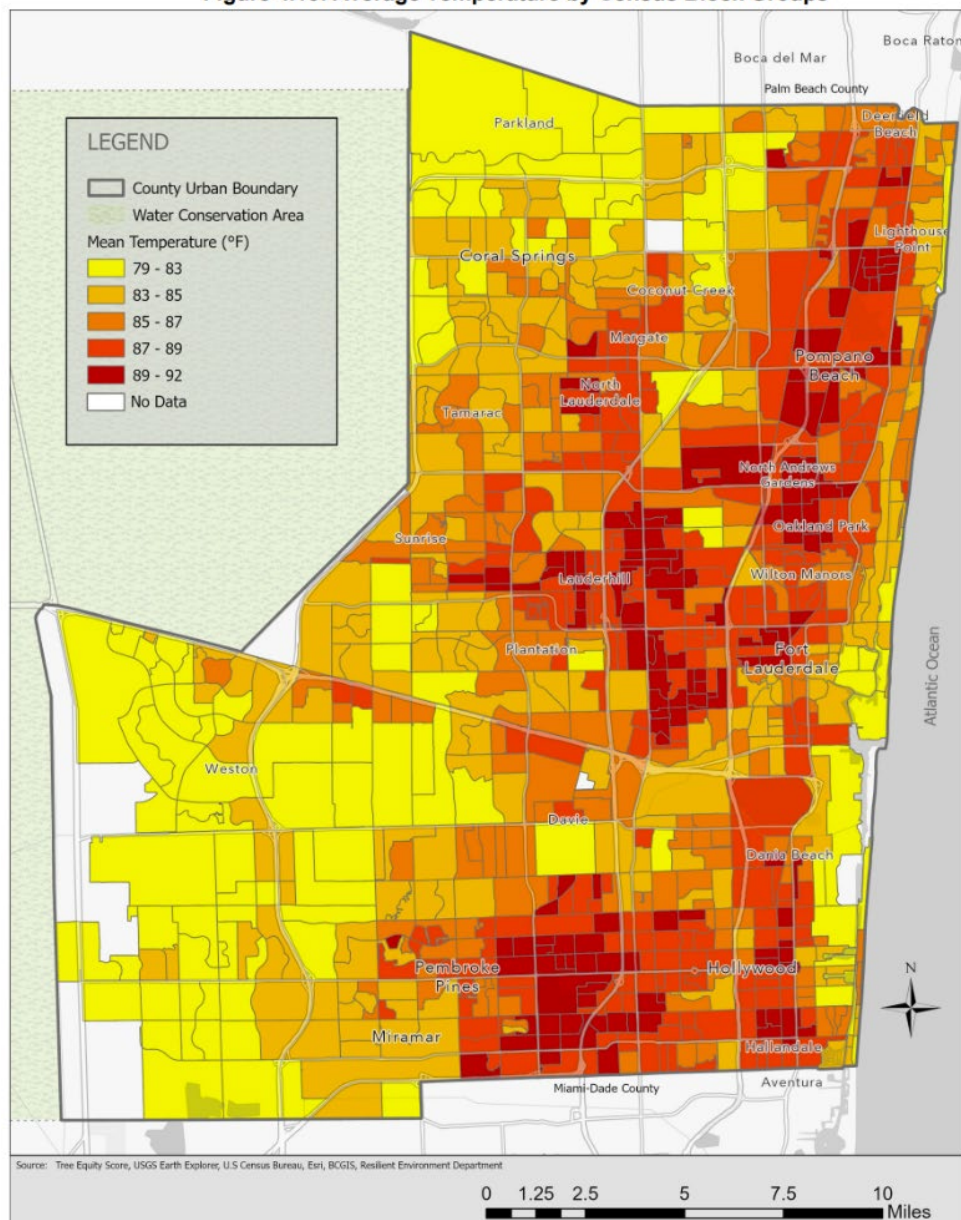 Boca del Mar
Boca Raton
Palm Beach County
Deerfield
Beach
Parkland
LEGEND
County Urban Boundary
Water Conservation Area
Mean Temperature (°F)
79 - 83
83 - 85
85 - 87
87 - 89
89 - 92
No Data
Lighthouse
Point
Coral Springs
Coconut Creek
Margate
Pompano
Beach
North
Lauderdale
Tamarac
North Andrews
Gardens
Oakland Park
Sunrise
Lauderhill
Wilton Manors
Plantation
Fort
Lauderdale
Atlantic Ocean
Weston
Davie
Dania Beach
Pembroke
Pines
Hollywood
N
Miramar
Hallandale
Miami-Dade County
Aventura
Source: Tree Equity Score, USGS Earth Explorer, U.S Census Bureau, Esri, BCGIS, Resilient Environment Department
0 1.25 2.5 5 7.5 10
Miles